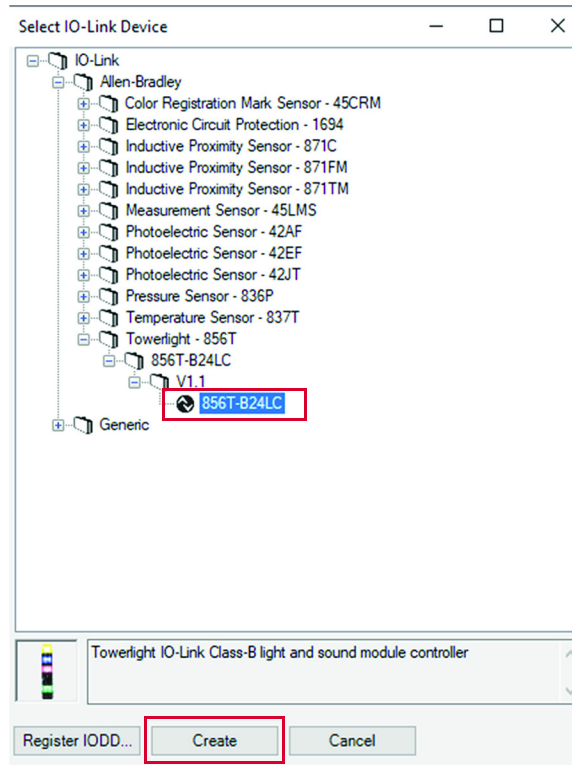 Select IO-Link Device
IO-Link
Allen-Bradley
Color Registration Mark Sensor - 45CRM
Electronic Circuit Protection - 1694
Inductive Proximity Sensor - 871C
Inductive Proximity Sensor - 871FM
Inductive Proximity Sensor - 871TM
Measurement Sensor - 45LMS
Photoelectric Sensor - 42AF
Photoelectric Sensor - 42EF
Photoelectric Sensor - 42JT
Pressure Sensor - 836P
Temperature Sensor - 837T
Towerlight - 856T
856T-B24LC
V1.1
856T-B24LC
Generic
Towerlight IO-Link Class-B light and sound module controller
Register IODD... Create Cancel